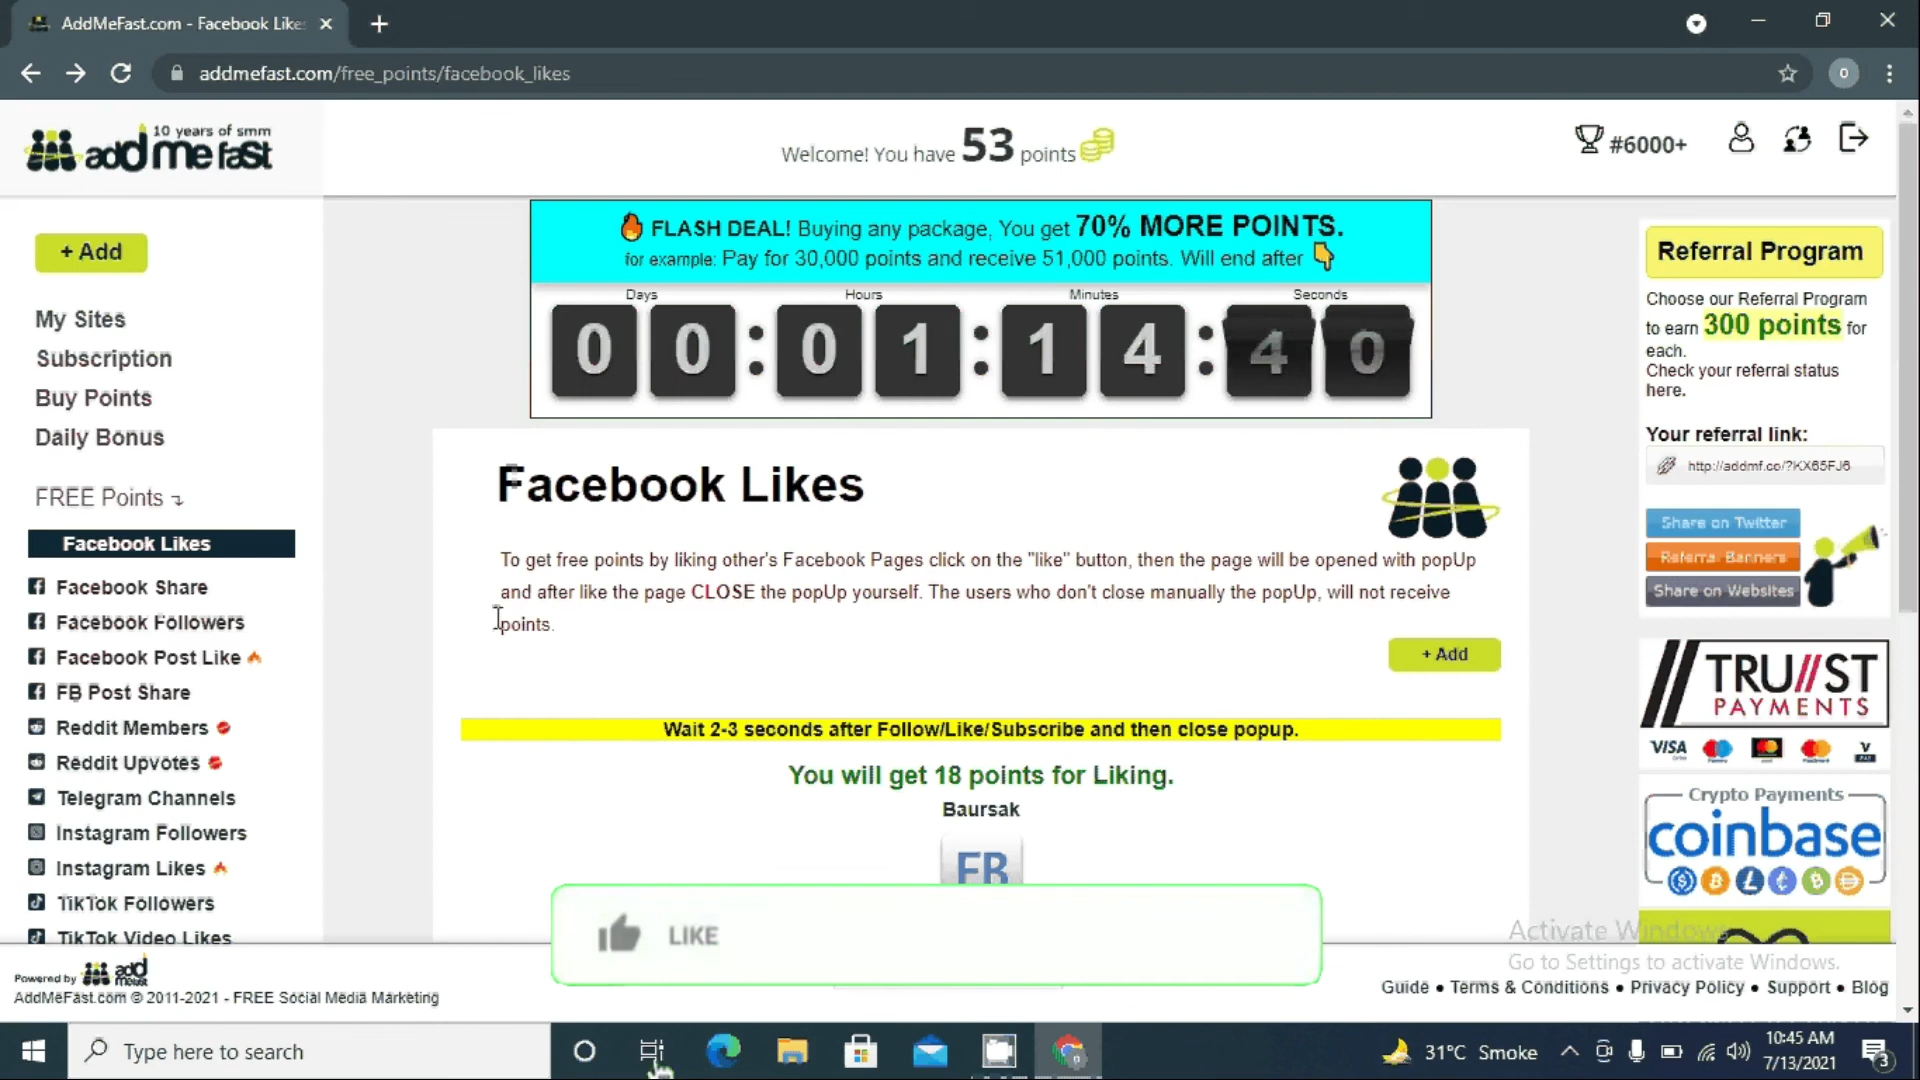 AddMeFast.com - Facebook Like
addmefast.com/free_points/facebook_likes
0
10 years of smm
add me fast
Welcome! You have 53 points
#6000+
+ Add
My Sites
Subscription
Buy Points
Daily Bonus
FREE Points
Facebook Likes
Facebook Share
Facebook Followers
Facebook Post Like
FB Post Share
Reddit Members
Reddit Upvotes
Telegram Channels
Instagram Followers
Instagram Likes
TikTok Followers
TikTok Video Likes
FLASH DEAL! Buying any package, You get 70% MORE POINTS.
for example: Pay for 30,000 points and receive 51,000 points. Will end after
Days Hours Minutes Seconds
00:01:14:40
Facebook Likes
To get free points by liking other's Facebook Pages click on the "like" button, then the page will be opened with popUp
and after like the page CLOSE the popUp yourself. The users who don't close manually the popUp, will not receive
points.
+ Add
Wait 2-3 seconds after Follow/Like/Subscribe and then close popup.
You will get 18 points for Liking.
Baursak
FB
LIKE
Referral Program
Choose our Referral Program
to earn 300 points for
each.
Check your referral status
here.
Your referral link:
http://addmf.co/?KX65FJ6
Share on Twitter
Referral Banners
Share on Websites
TRU//ST
PAYMENTS
VISA
V PAY
Crypto Payments
coinbase
Activate Windows
Go to Settings to activate Windows.
Powered by add me fast
AddMeFast.com © 2011-2021 - FREE Social Media Marketing
Guide • Terms & Conditions • Privacy Policy • Support • Blog
Type here to search
31°C Smoke
10:45 AM
7/13/2021
3